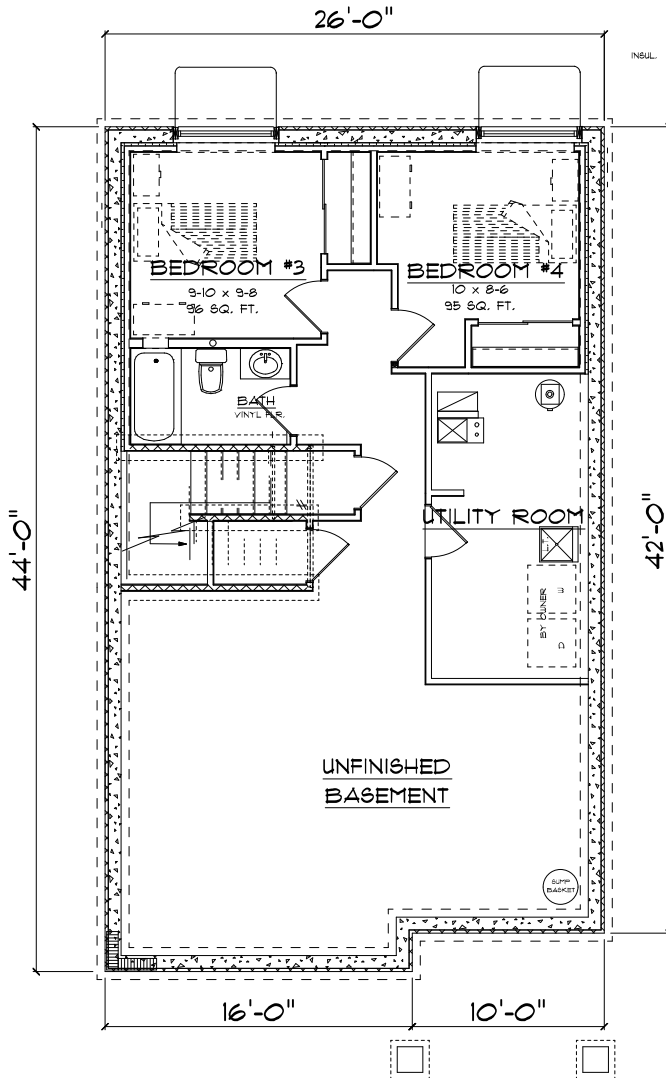 26'-0"
INSUL.
BEDROOM #3
9-10 x 9-8
96 SQ. FT.
BEDROOM #4
10 x 8-6
95 SQ. FT.
BATH
VINYL FLR.
UTILITY ROOM
44'-0"
42'-0"
BY OWNER
W
D
UNFINISHED
BASEMENT
SUMP
BASKET
16'-0"
10'-0"